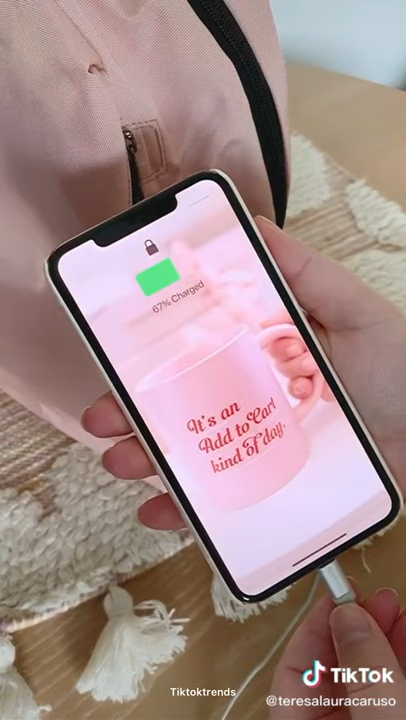 67% Charged
It's an
Add to Cart
kind of day.
Tiktoktrends
TikTok
@teresalauracaruso